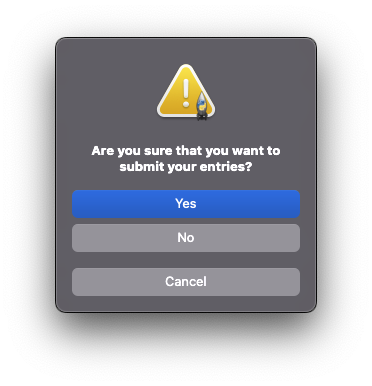 Are you sure that you want to
submit your entries?
Yes
No
Cancel